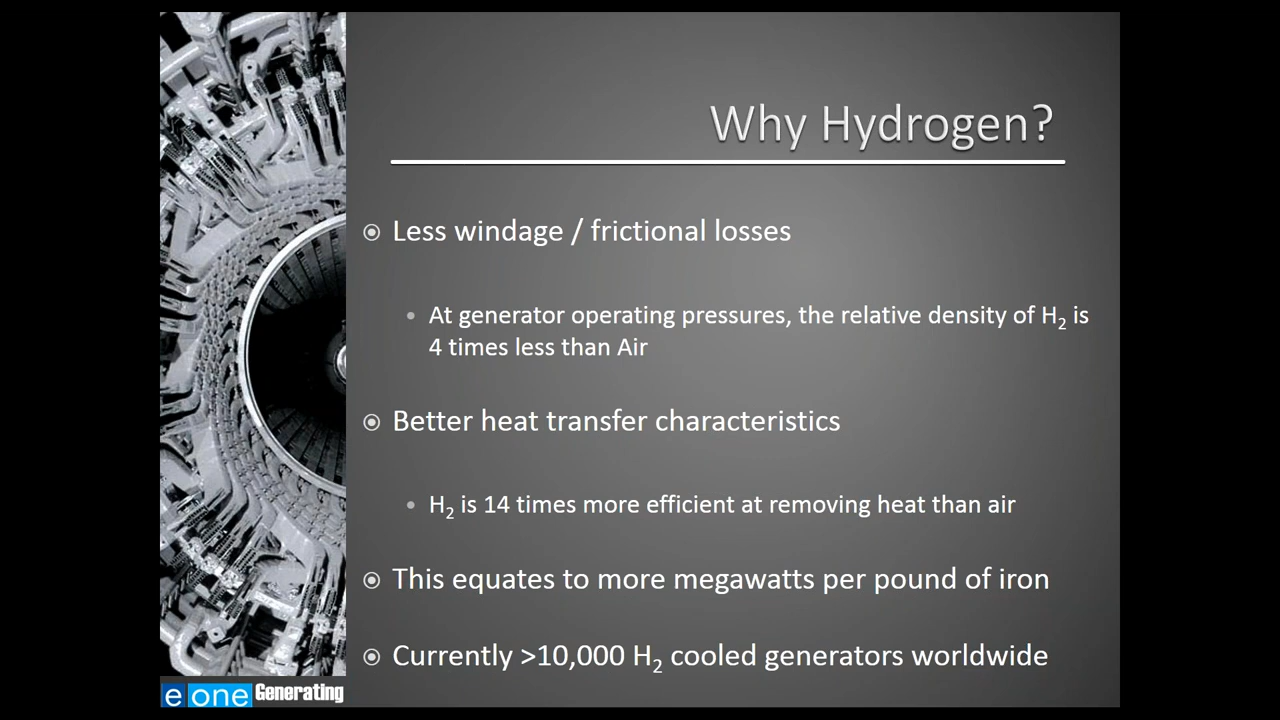 Why Hydrogen?
Less windage / frictional losses
At generator operating pressures, the relative density of H₂ is
4 times less than Air
Better heat transfer characteristics
H₂ is 14 times more efficient at removing heat than air
This equates to more megawatts per pound of iron
Currently >10,000 H₂ cooled generators worldwide
e one Generating